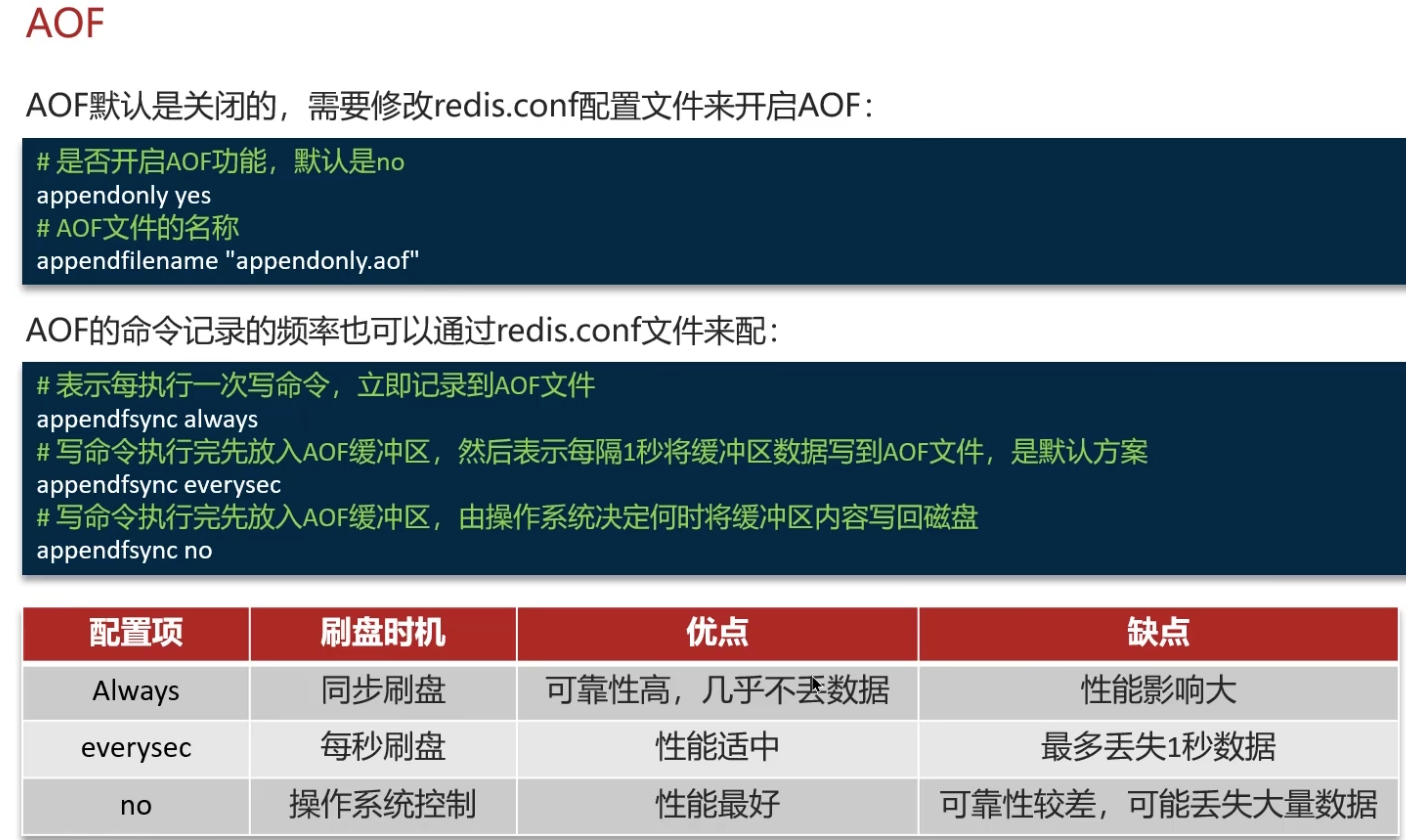 AOF
AOF默认是关闭的，需要修改redis.conf配置文件来开启AOF：
# 是否开启AOF功能，默认是no
appendonly yes
# AOF文件的名称
appendfilename "appendonly.aof"
AOF的命令记录的频率也可以通过redis.conf文件来配：
# 表示每执行一次写命令，立即记录到AOF文件
appendfsync always
# 写命令执行完先放入AOF缓冲区，然后表示每隔1秒将缓冲区数据写到AOF文件，是默认方案
appendfsync everysec
# 写命令执行完先放入AOF缓冲区，由操作系统决定何时将缓冲区内容写回磁盘
appendfsync no
配置项 刷盘时机 优点 缺点
Always 同步刷盘 可靠性高，几乎不丢数据 性能影响大
everysec 每秒刷盘 性能适中 最多丢失1秒数据
no 操作系统控制 性能最好 可靠性较差，可能丢失大量数据